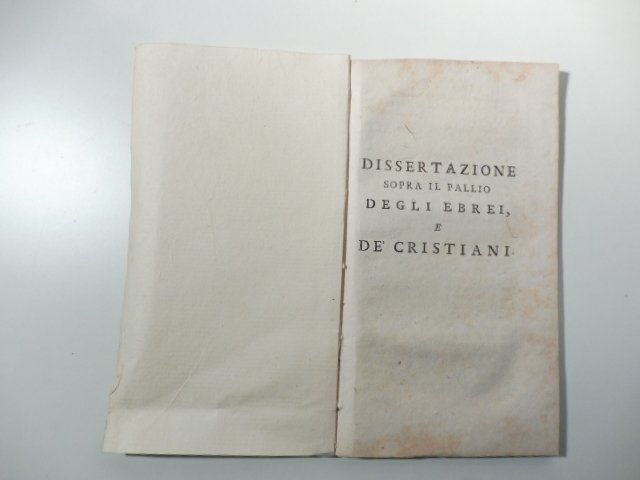 DISSERTAZIONE
SOPRA IL PALLIO
DEGLI EBREI,
E
DE' CRISTIANI.